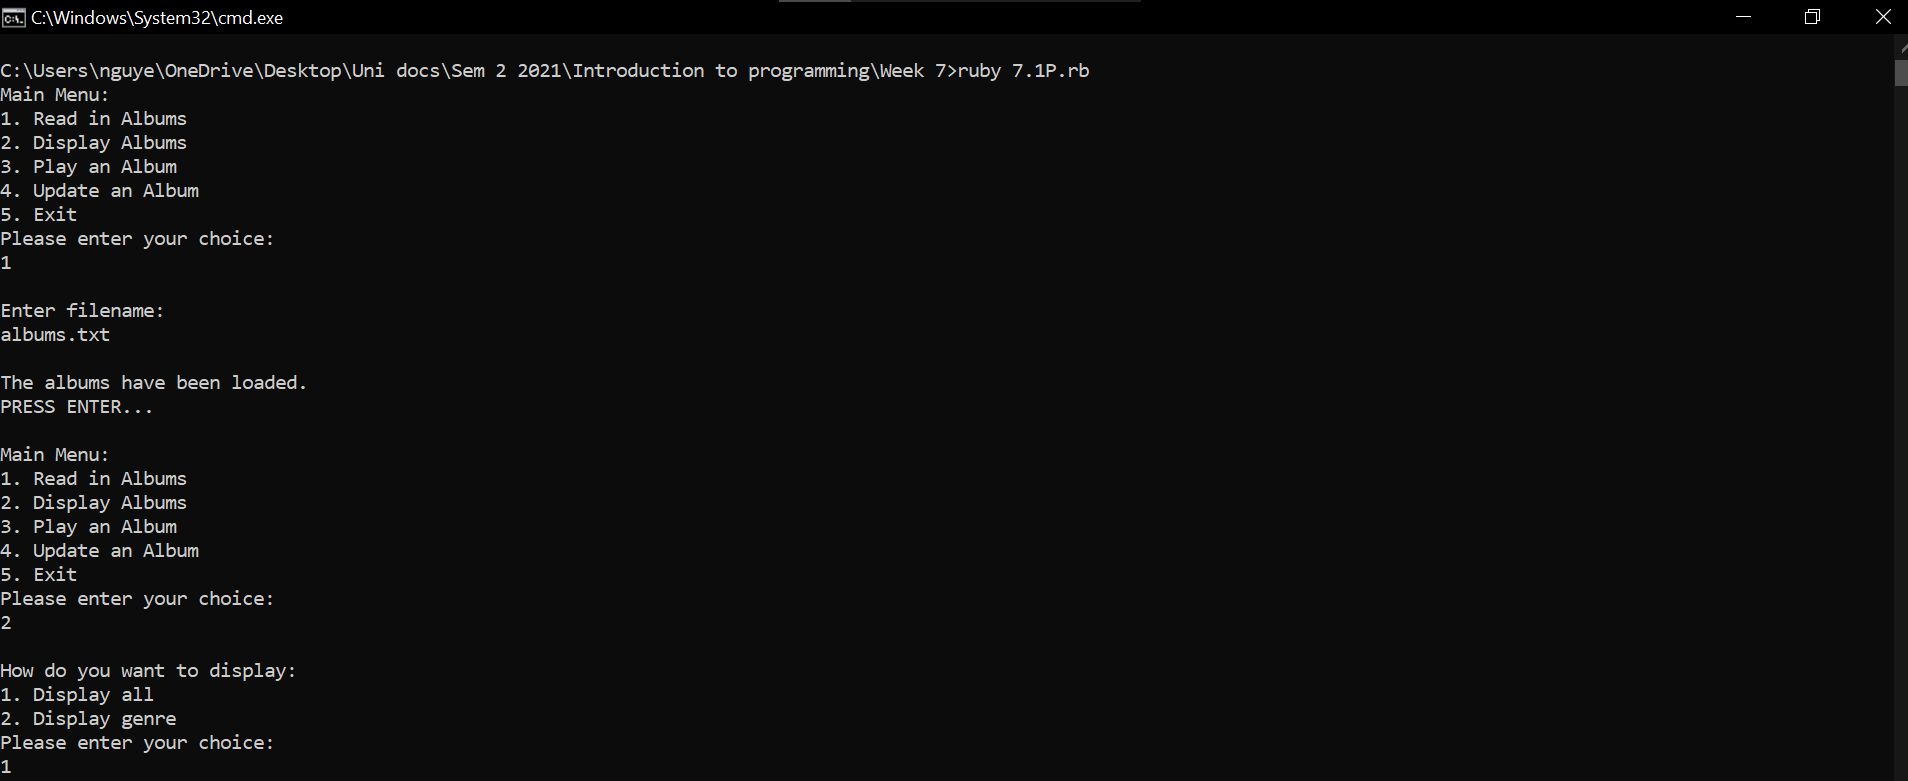 C:\Windows\System32\cmd.exe
C:\Users\nguye\OneDrive\Desktop\Uni docs\Sem 2 2021\Introduction to programming\Week 7>ruby 7.1P.rb
Main Menu:
1. Read in Albums
2. Display Albums
3. Play an Album
4. Update an Album
5. Exit
Please enter your choice:
1
Enter filename:
albums.txt
The albums have been loaded.
PRESS ENTER...
Main Menu:
1. Read in Albums
2. Display Albums
3. Play an Album
4. Update an Album
5. Exit
Please enter your choice:
2
How do you want to display:
1. Display all
2. Display genre
Please enter your choice:
1